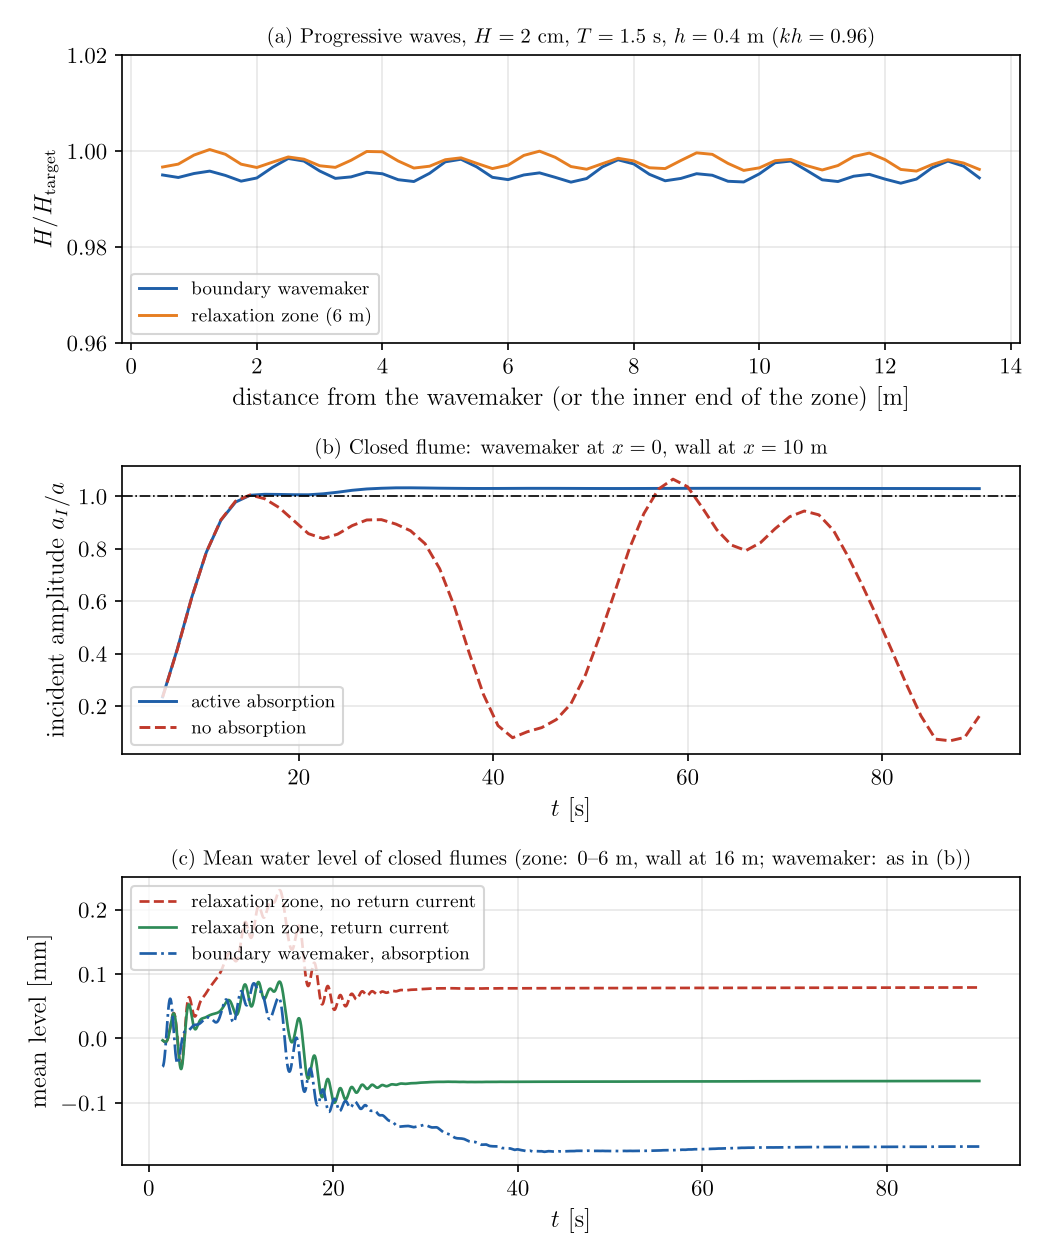 (a) Progressive waves, H = 2 cm, T = 1.5 s, h = 0.4 m (kh = 0.96)
1.02
1.00
0.98
0.96
H/H_target
boundary wavemaker
relaxation zone (6 m)
0 2 4 6 8 10 12 14
distance from the wavemaker (or the inner end of the zone) [m]
(b) Closed flume: wavemaker at x = 0, wall at x = 10 m
1.0
0.8
0.6
0.4
0.2
incident amplitude a_I/a
active absorption
no absorption
20 40 60 80
t [s]
(c) Mean water level of closed flumes (zone: 0–6 m, wall at 16 m; wavemaker: as in (b))
0.2
0.1
0.0
−0.1
mean level [mm]
relaxation zone, no return current
relaxation zone, return current
boundary wavemaker, absorption
0 20 40 60 80
t [s]